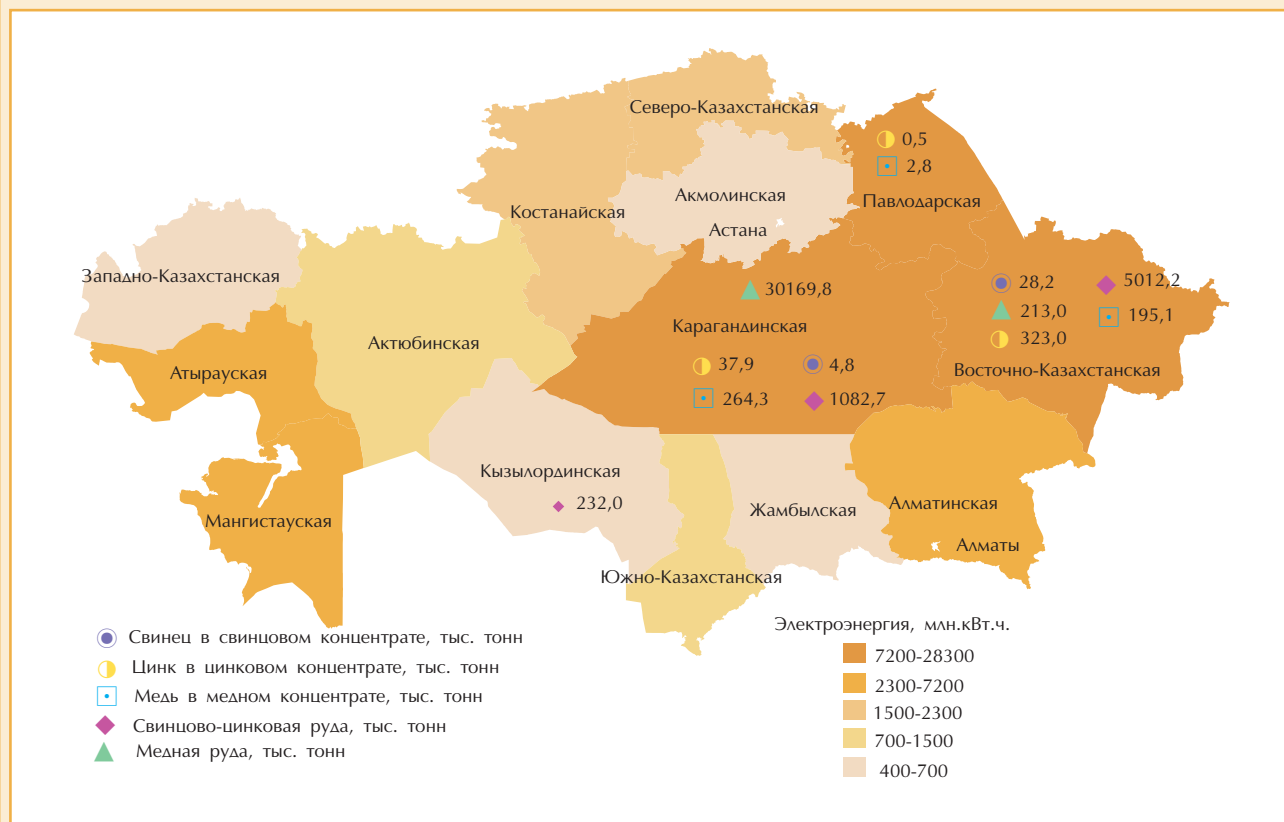 Северо-Казахстанская
0,5
2,8
Павлодарская
Акмолинская
Астана
Костанайская
Западно-Казахстанская
28,2
5012,2
213,0
195,1
323,0
Восточно-Казахстанская
30169,8
Карагандинская
37,9
4,8
264,3
1082,7
Актюбинская
Атырауская
Кызылординская
232,0
Мангистауская
Жамбылская
Алматинская
Алматы
Южно-Казахстанская
Свинец в свинцовом концентрате, тыс. тонн
Цинк в цинковом концентрате, тыс. тонн
Медь в медном концентрате, тыс. тонн
Свинцово-цинковая руда, тыс. тонн
Медная руда, тыс. тонн
Электроэнергия, млн.кВт.ч.
7200-28300
2300-7200
1500-2300
700-1500
400-700